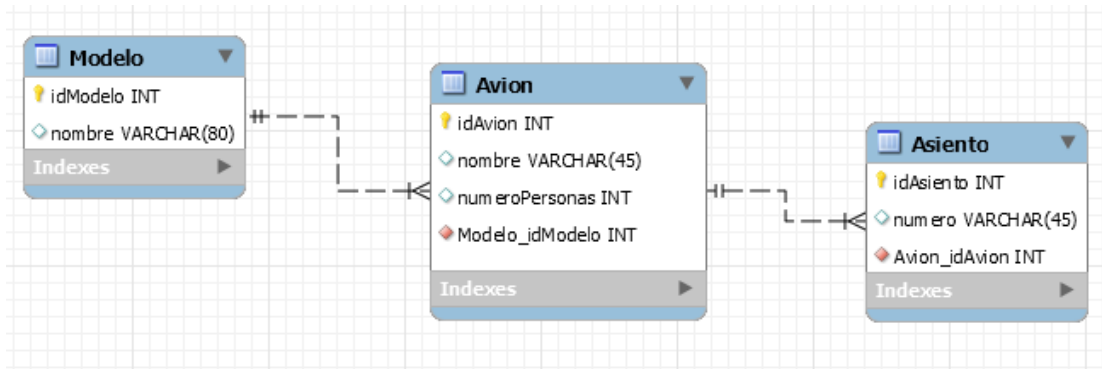 Modelo
idModelo INT
nombre VARCHAR(80)
Indexes
Avion
idAvion INT
nombre VARCHAR(45)
numeroPersonas INT
Modelo_idModelo INT
Indexes
Asiento
idAsiento INT
numero VARCHAR(45)
Avion_idAvion INT
Indexes